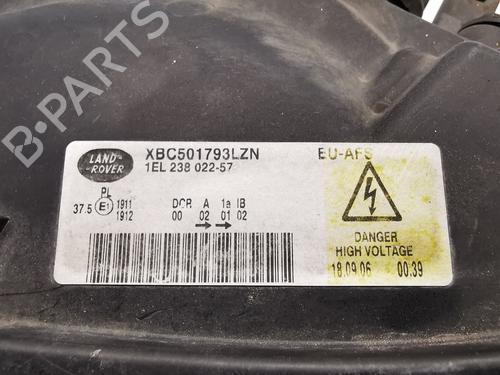 LAND-
ROVER
XBC501793LZN
EU-AFS
1EL 238 022-57
PL
37.5 E1 1911
1912
DCR A 1a IB
00 02 01 02
DANGER
HIGH VOLTAGE
18.09.06 00:39
B-PARTS